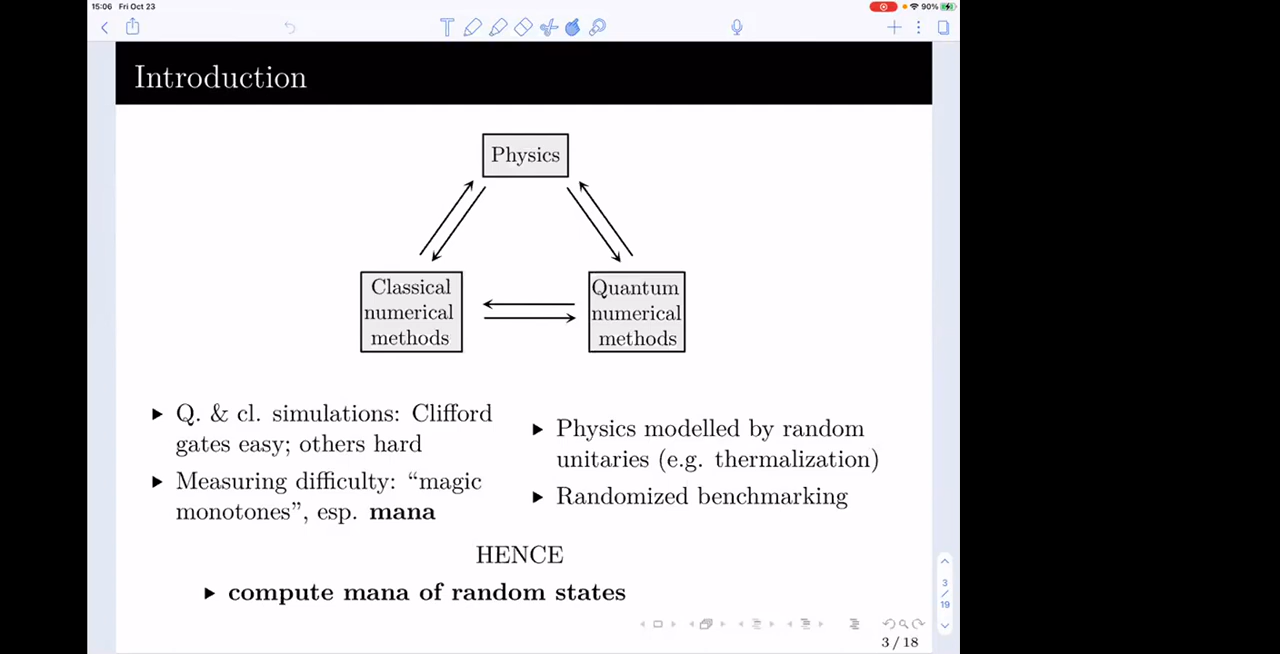 15:06 Fri Oct 23
90%
Introduction
Physics
Classical
numerical
methods
Quantum
numerical
methods
▶ Q. & cl. simulations: Clifford
gates easy; others hard
▶ Measuring difficulty: “magic
monotones”, esp. mana
▶ Physics modelled by random
unitaries (e.g. thermalization)
▶ Randomized benchmarking
HENCE
▶ compute mana of random states
3
/
19
3 / 18